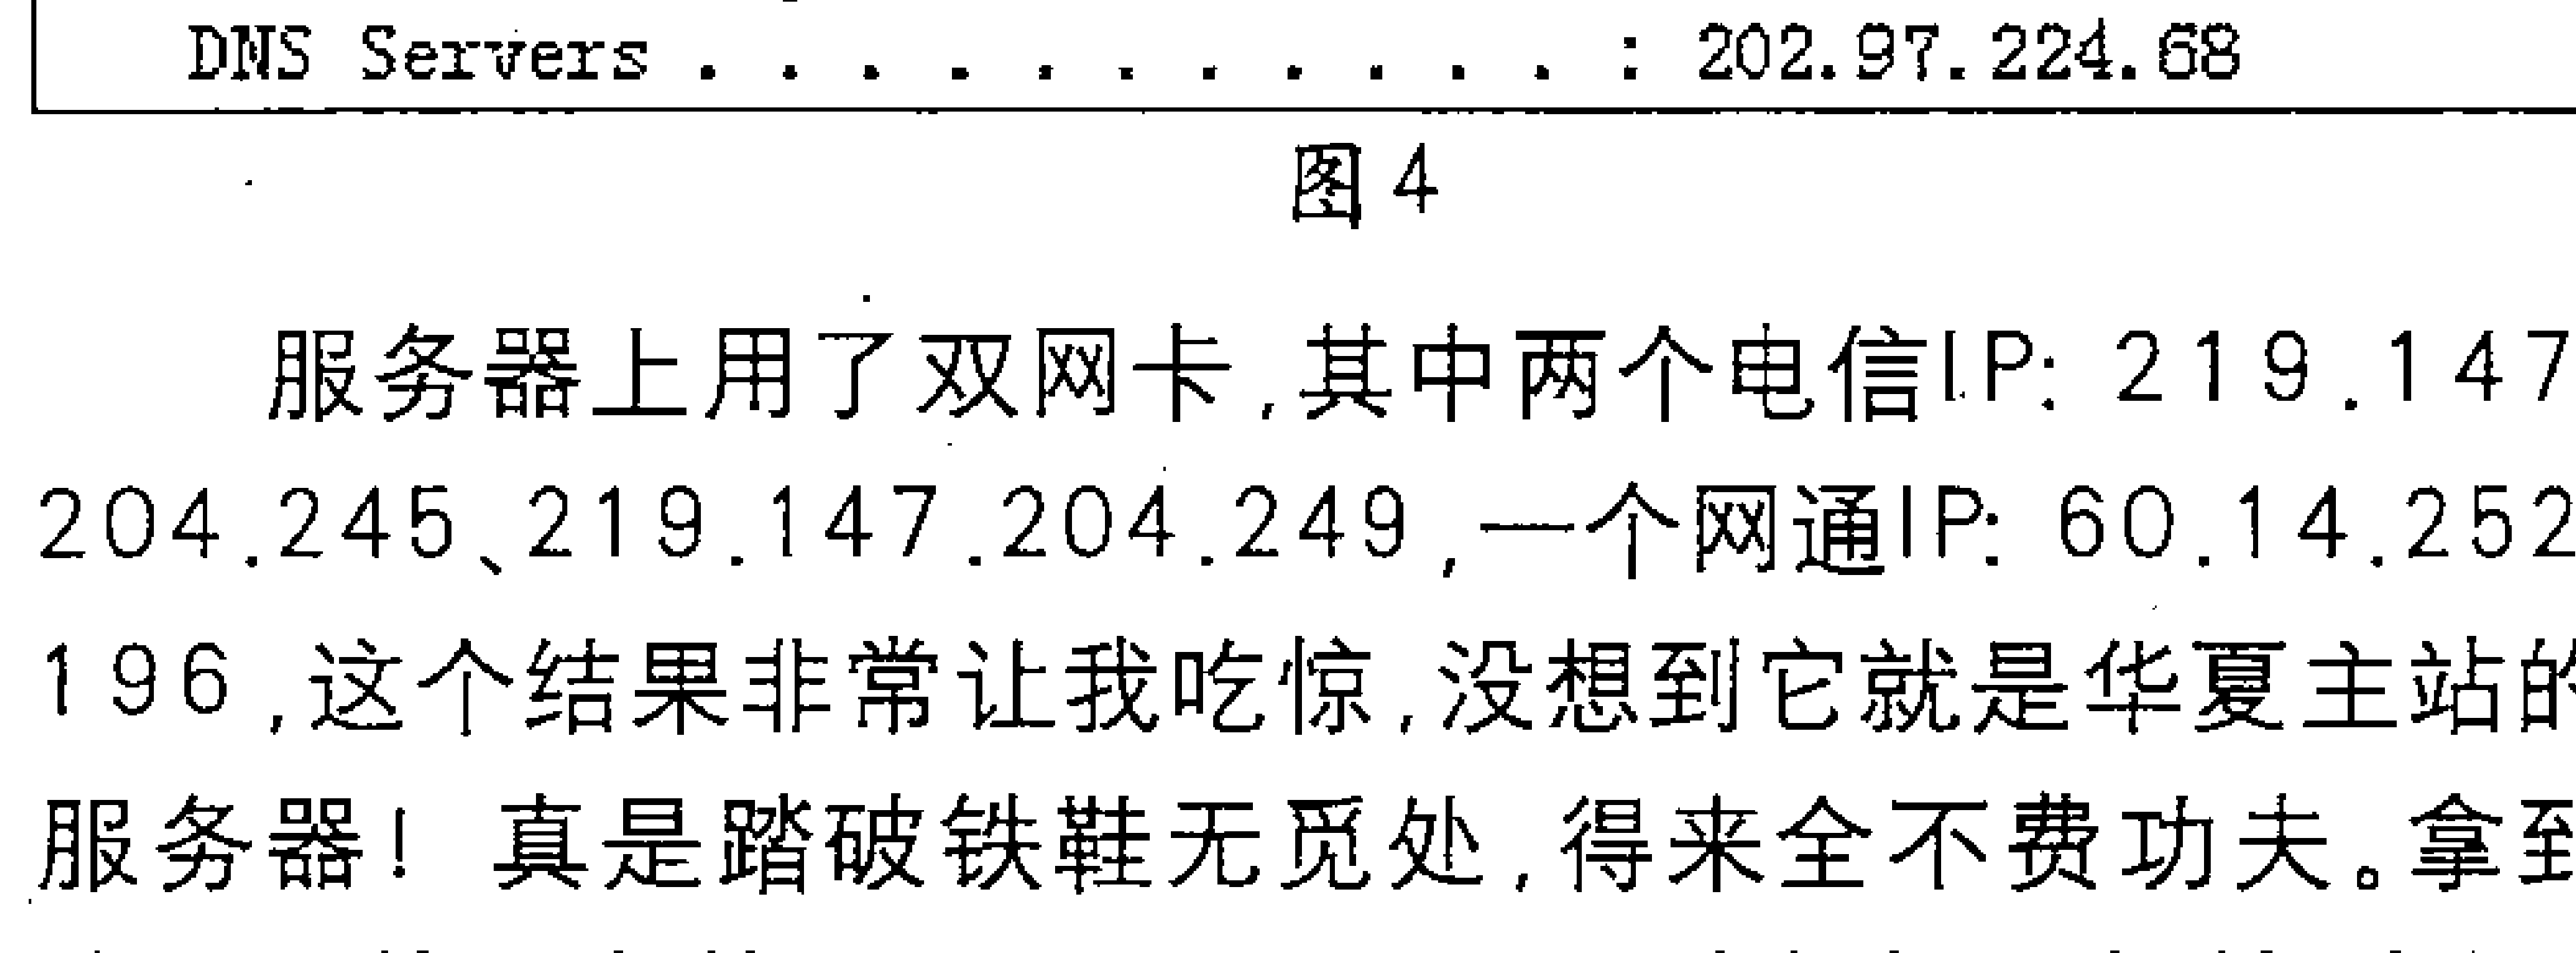 DNS Servers . . . . . . . . . . . : 202.97.224.68
图4
服务器上用了双网卡,其中两个电信IP: 219.147
204.245、219.147.204.249,一个网通IP: 60.14.252
196,这个结果非常让我吃惊,没想到它就是华夏主站的
服务器! 真是踏破铁鞋无觅处,得来全不费功夫。拿到